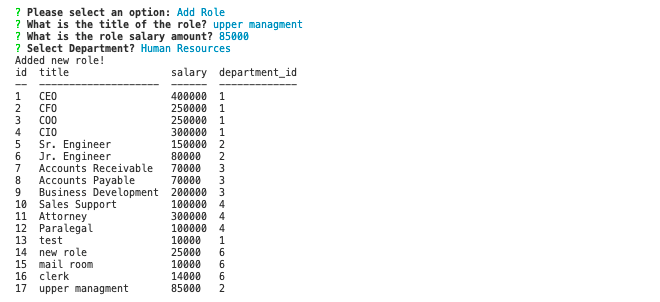 ? Please select an option: Add Role
? What is the title of the role? upper managment
? What is the role salary amount? 85000
? Select Department? Human Resources
Added new role!
id  title                 salary  department_id
––  ––––––––––––––––––––  ––––––  –––––––––––––
1   CEO                   400000  1
2   CFO                   250000  1
3   COO                   250000  1
4   CIO                   300000  1
5   Sr. Engineer          150000  2
6   Jr. Engineer          80000   2
7   Accounts Receivable   70000   3
8   Accounts Payable      70000   3
9   Business Development  200000  3
10  Sales Support         100000  4
11  Attorney              300000  4
12  Paralegal             100000  4
13  test                  10000   1
14  new role              25000   6
15  mail room             10000   6
16  clerk                 14000   6
17  upper managment       85000   2